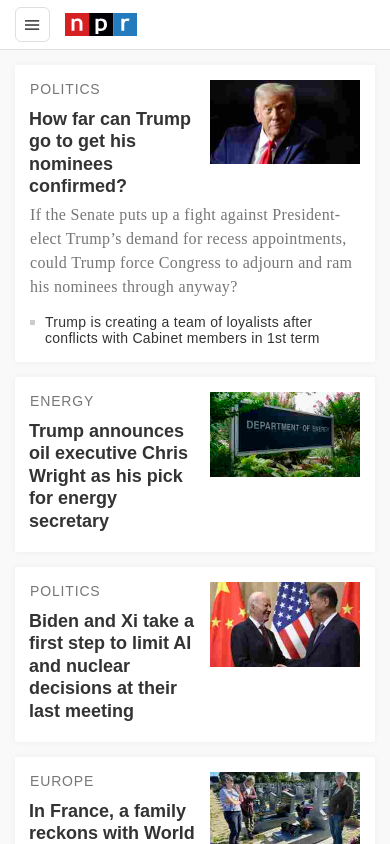 npr
POLITICS
How far can Trump
go to get his
nominees
confirmed?
If the Senate puts up a fight against President-
elect Trump’s demand for recess appointments,
could Trump force Congress to adjourn and ram
his nominees through anyway?
Trump is creating a team of loyalists after
conflicts with Cabinet members in 1st term
ENERGY
Trump announces
oil executive Chris
Wright as his pick
for energy
secretary
DEPARTMENT OF ENERGY
POLITICS
Biden and Xi take a
first step to limit AI
and nuclear
decisions at their
last meeting
EUROPE
In France, a family
reckons with World